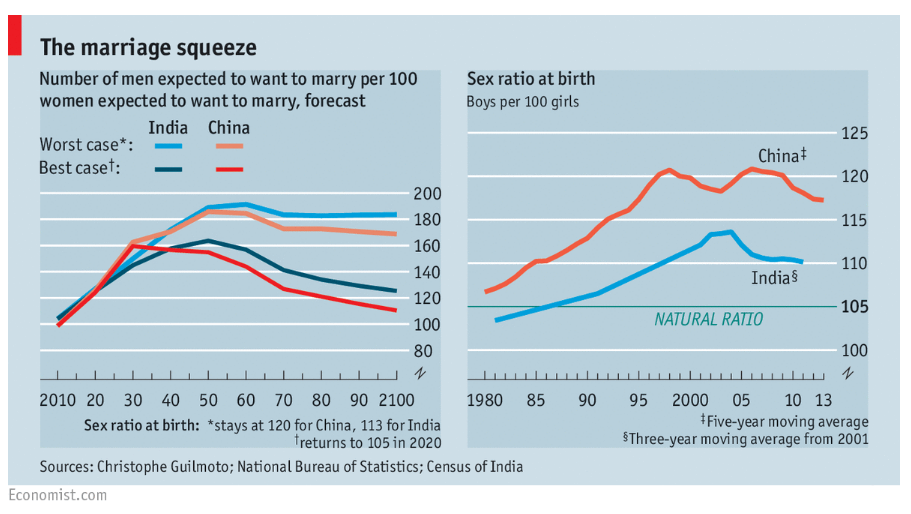 The marriage squeeze
Number of men expected to want to marry per 100
women expected to want to marry, forecast
India China
Worst case*:
Best case†:
200
180
160
140
120
100
80
2010 20 30 40 50 60 70 80 90 2100
Sex ratio at birth: *stays at 120 for China, 113 for India
†returns to 105 in 2020
Sex ratio at birth
Boys per 100 girls
125
China‡
120
115
India§
110
105
NATURAL RATIO
100
1980 85 90 95 2000 05 10 13
‡Five-year moving average
§Three-year moving average from 2001
Sources: Christophe Guilmoto; National Bureau of Statistics; Census of India
Economist.com